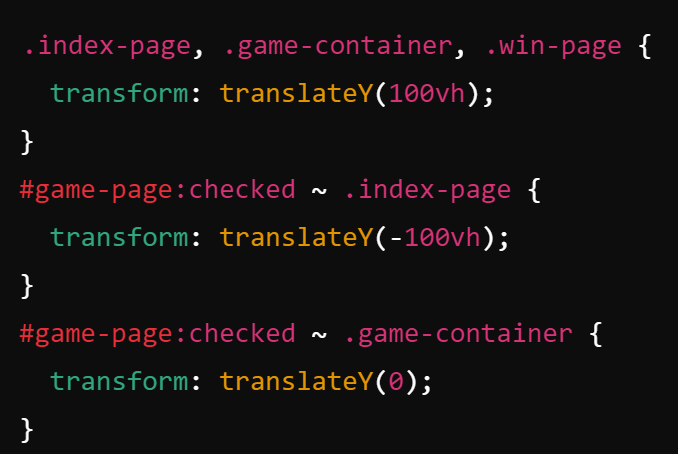 .index-page, .game-container, .win-page {
  transform: translateY(100vh);
}
#game-page:checked ~ .index-page {
  transform: translateY(-100vh);
}
#game-page:checked ~ .game-container {
  transform: translateY(0);
}